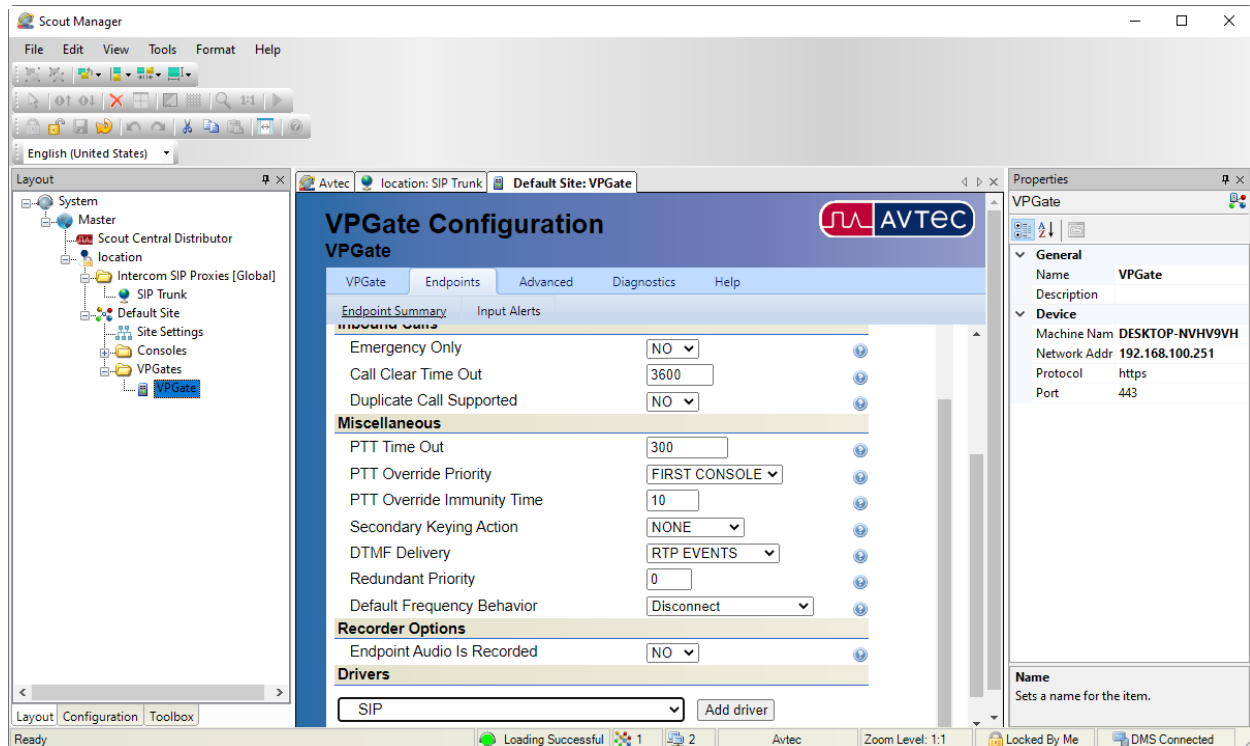 Scout Manager
File Edit View Tools Format Help
English (United States)
Layout
System
Master
Scout Central Distributor
location
Intercom SIP Proxies [Global]
SIP Trunk
Default Site
Site Settings
Consoles
VPGates
VPGate
Layout Configuration Toolbox
Avtec location: SIP Trunk Default Site: VPGate
VPGate Configuration
VPGate
AVTEC
VPGate Endpoints Advanced Diagnostics Help
Endpoint Summary Input Alerts
Inbound Calls
Emergency Only NO
Call Clear Time Out 3600
Duplicate Call Supported NO
Miscellaneous
PTT Time Out 300
PTT Override Priority FIRST CONSOLE
PTT Override Immunity Time 10
Secondary Keying Action NONE
DTMF Delivery RTP EVENTS
Redundant Priority 0
Default Frequency Behavior Disconnect
Recorder Options
Endpoint Audio Is Recorded NO
Drivers
SIP Add driver
Properties
VPGate
General
Name VPGate
Description
Device
Machine Nam DESKTOP-NVHV9VH
Network Addr 192.168.100.251
Protocol https
Port 443
Name
Sets a name for the item.
Ready Loading Successful 1 2 Avtec Zoom Level: 1:1 Locked By Me DMS Connected